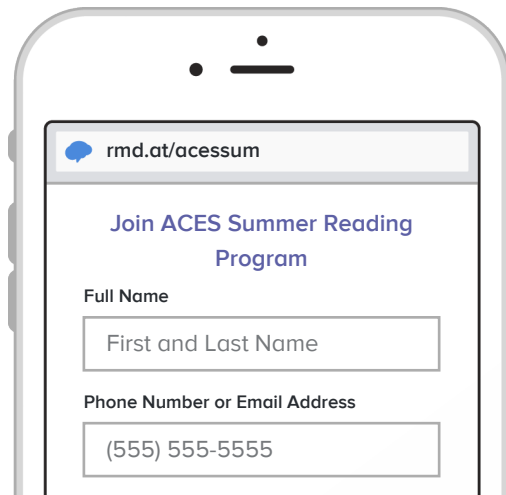 rmd.at/acessum
Join ACES Summer Reading
Program
Full Name
First and Last Name
Phone Number or Email Address
(555) 555-5555